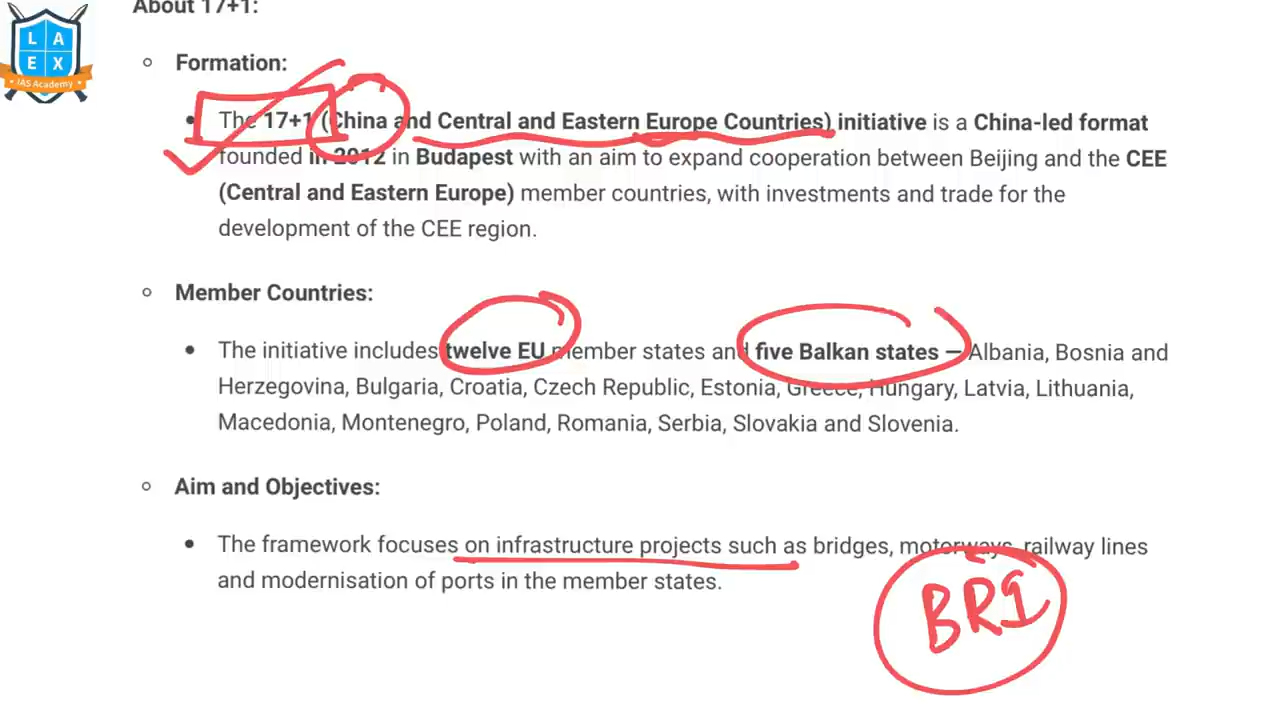 About 17+1:
L A
E X
IAS Academy
Formation:
The 17+1 (China and Central and Eastern Europe Countries) initiative is a China-led format
founded in 2012 in Budapest with an aim to expand cooperation between Beijing and the CEE
(Central and Eastern Europe) member countries, with investments and trade for the
development of the CEE region.
Member Countries:
The initiative includes twelve EU member states and five Balkan states — Albania, Bosnia and
Herzegovina, Bulgaria, Croatia, Czech Republic, Estonia, Greece, Hungary, Latvia, Lithuania,
Macedonia, Montenegro, Poland, Romania, Serbia, Slovakia and Slovenia.
Aim and Objectives:
The framework focuses on infrastructure projects such as bridges, motorways, railway lines
and modernisation of ports in the member states.
BRI